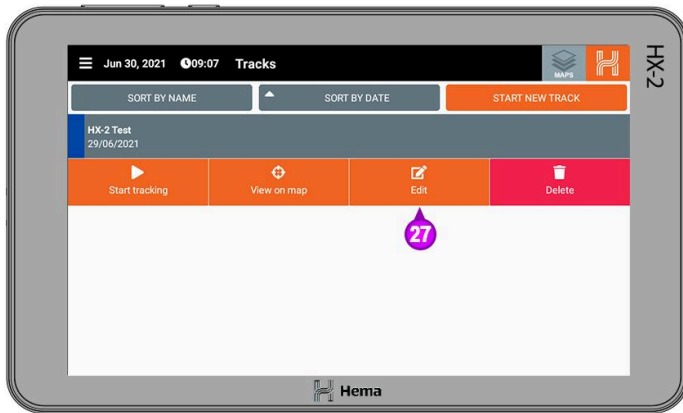 Jun 30, 2021 09:07 Tracks
MAPS
HX-2
SORT BY NAME SORT BY DATE START NEW TRACK
HX-2 Test
29/06/2021
Start tracking View on map Edit Delete
27
Hema